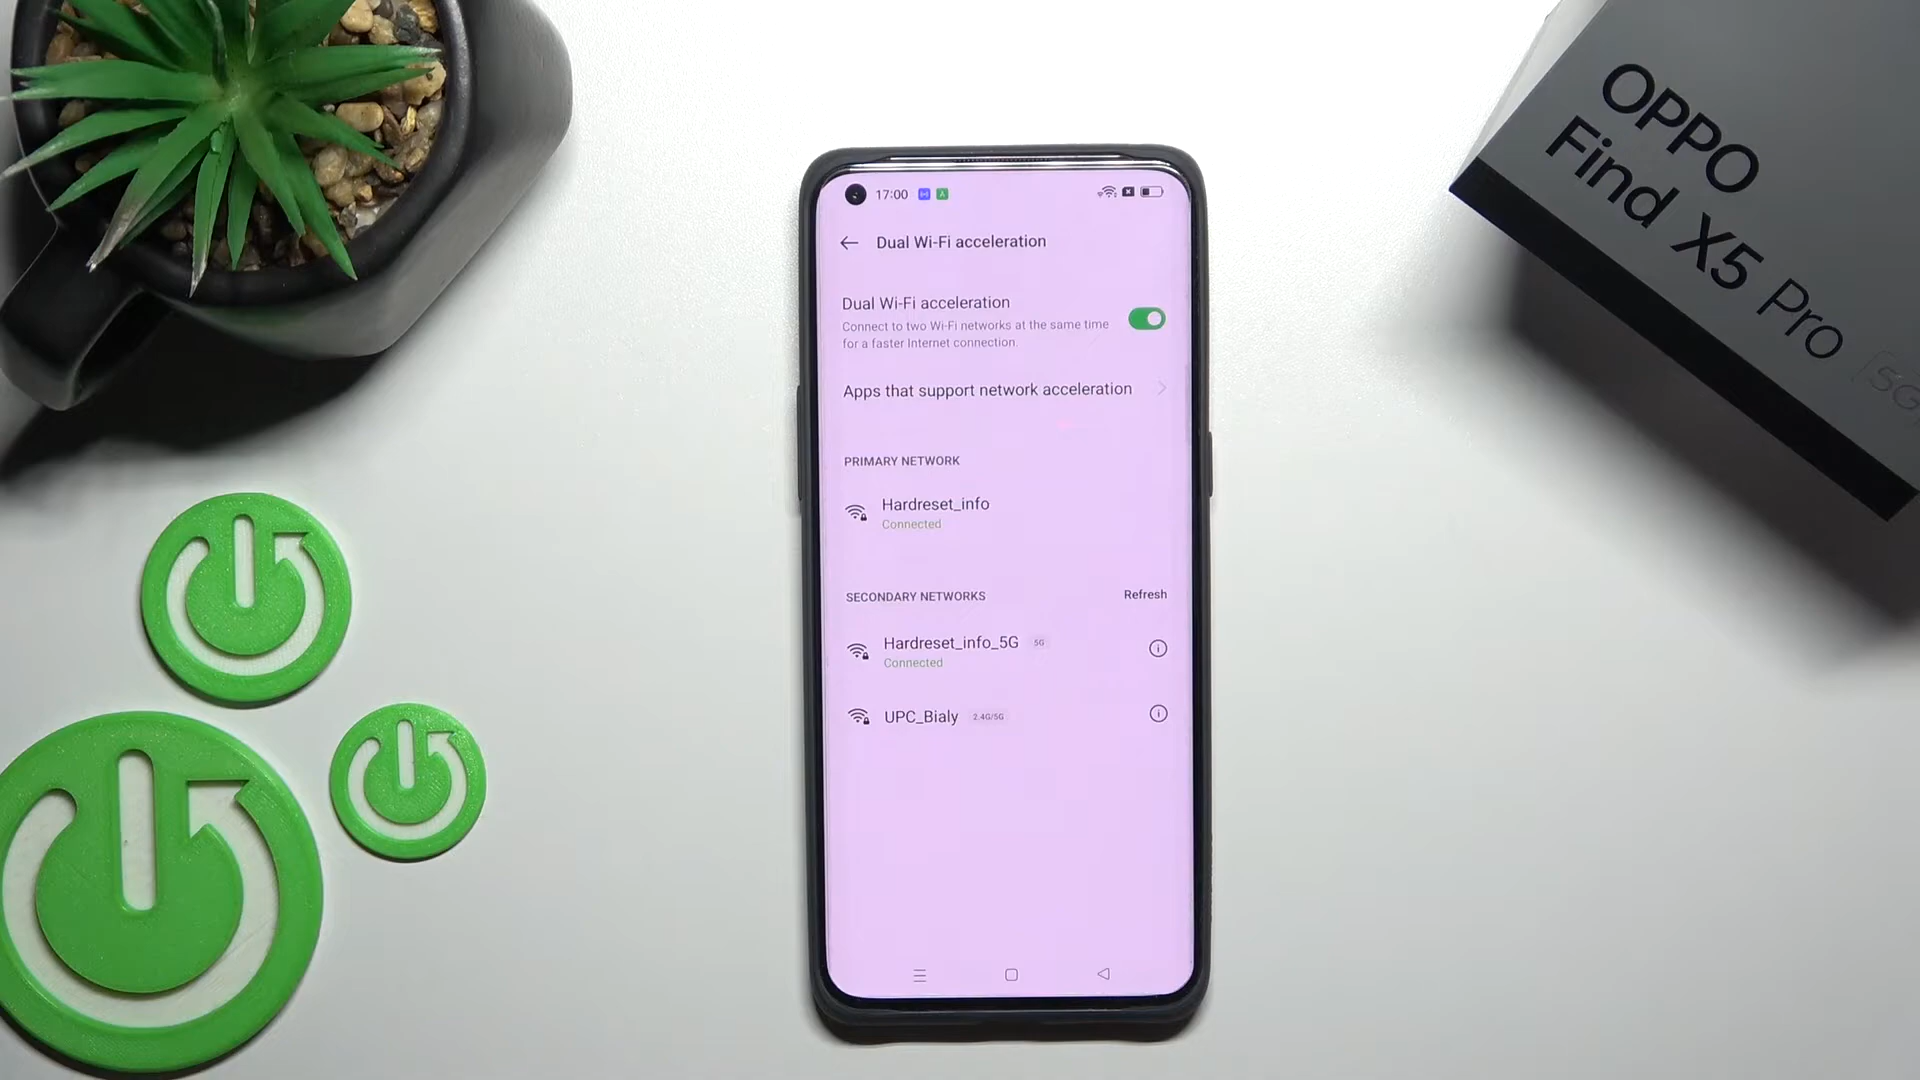 17:00
Dual Wi-Fi acceleration
Dual Wi-Fi acceleration
Connect to two Wi-Fi networks at the same time
for a faster Internet connection.
Apps that support network acceleration
PRIMARY NETWORK
Hardreset_info
Connected
SECONDARY NETWORKS Refresh
Hardreset_info_5G 5G
Connected
UPC_Bialy 2.4G/5G
OPPO
Find X5 Pro 5G